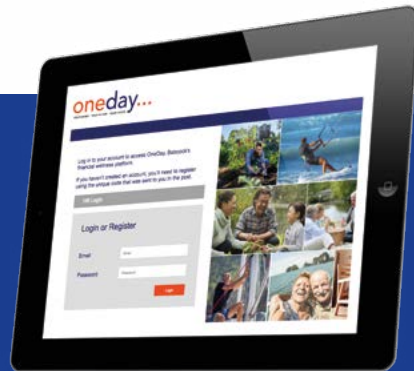 oneday...
Log in to your account to access OneDay, Babcock's
financial wellness platform.
If you haven't created an account, you'll need to register
using the unique code that was sent to you in the post.
Login or Register
Email
Password
Login